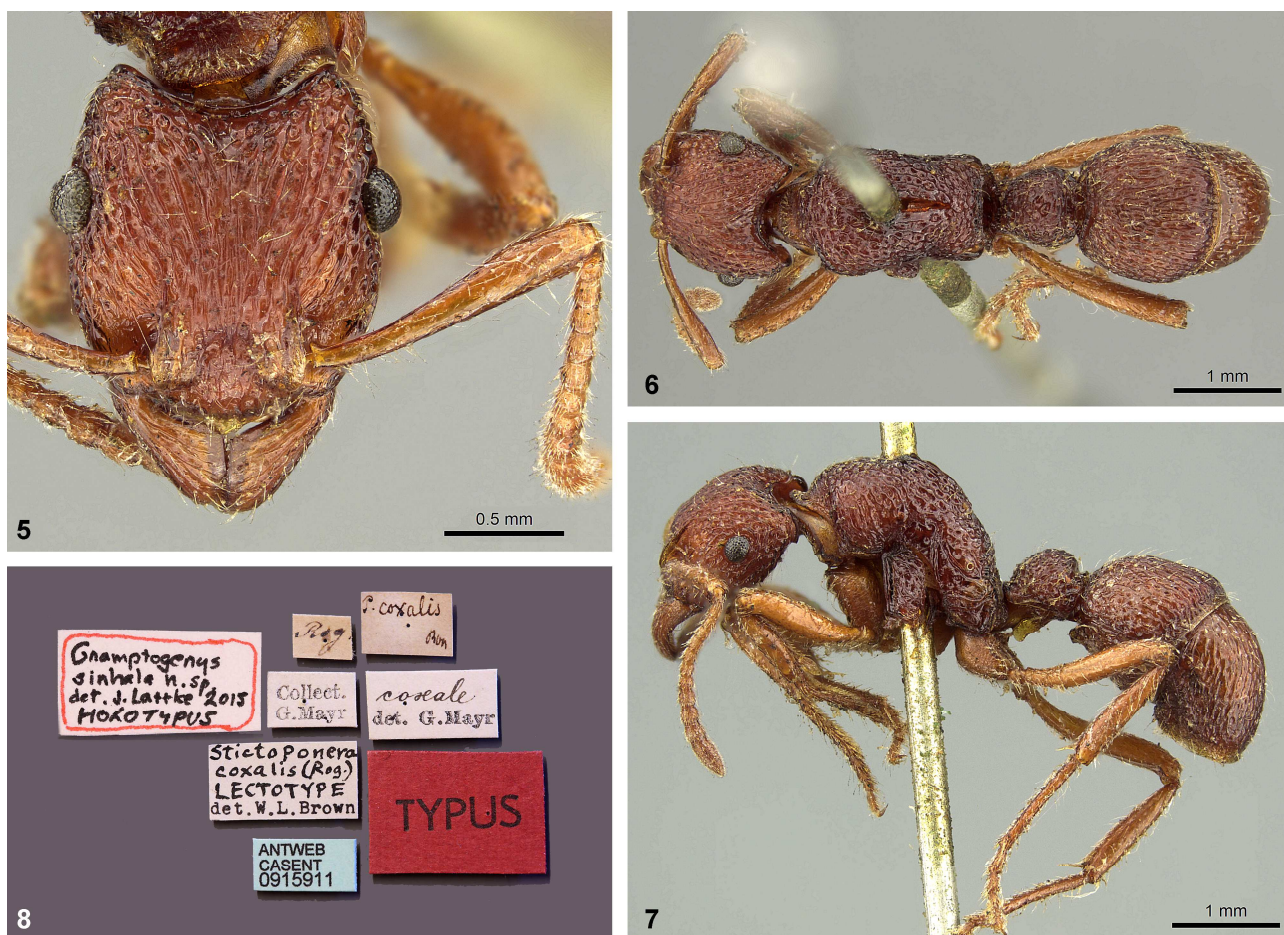 5
0.5 mm
6
1 mm
7
1 mm
8
Rog.
coxalis
Gnamptogenys
sinhala n. sp.
det. J. Lattke 2015
HOLOTYPUS
Collect.
G.Mayr
coxale
det. G.Mayr
Stictoponera
coxalis (Rog.)
LECTOTYPE
det. W.L. Brown
TYPUS
ANTWEB
CASENT
0915911